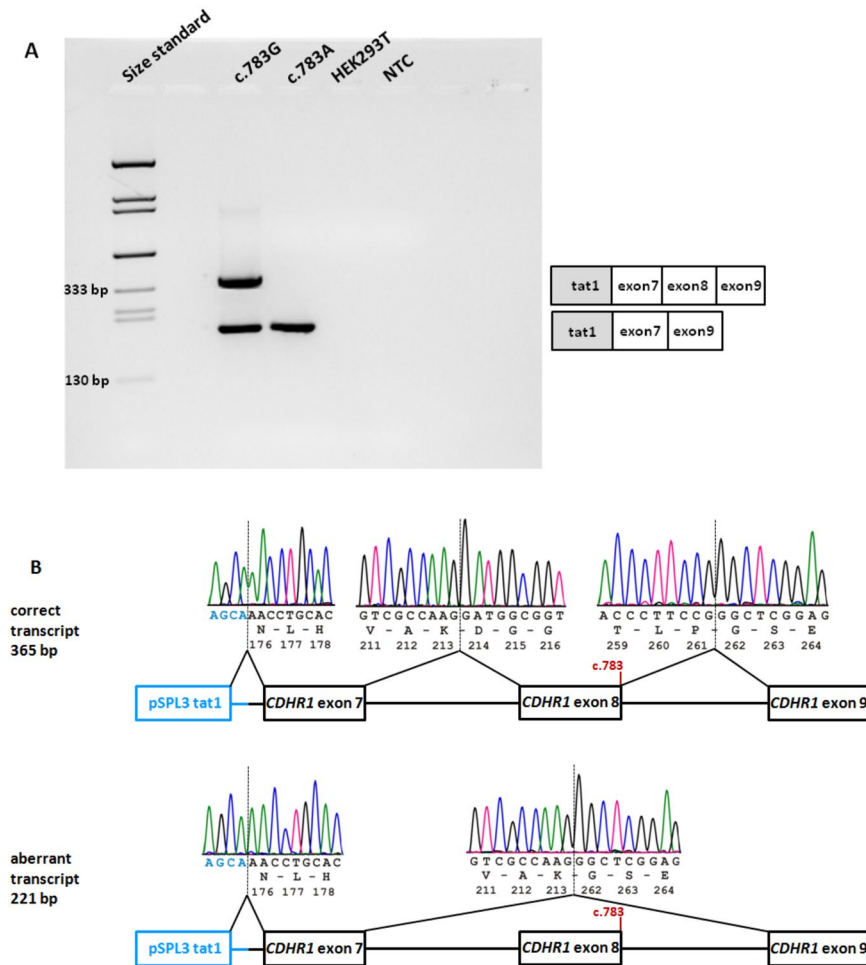 A
Size standard
c.783G
c.783A
HEK293T
NTC
333 bp
130 bp
tat1 exon7 exon8 exon9
tat1 exon7 exon9
B
correct
transcript
365 bp
AGCAAACCTGCAC
N-L-H
176 177 178
GTCGCCAAGGATGGCGGT
V-A-K-D-G-G
211 212 213 214 215 216
ACCCTTCCGGGCTCGGAG
T-L-P-G-S-E
259 260 261 262 263 264
c.783
pSPL3 tat1
CDHR1 exon 7
CDHR1 exon 8
CDHR1 exon 9
aberrant
transcript
221 bp
AGCAAACCTGCAC
N-L-H
176 177 178
GTCGCCAAGGGCTCGGAG
V-A-K-G-S-E
211 212 213 262 263 264
c.783
pSPL3 tat1
CDHR1 exon 7
CDHR1 exon 8
CDHR1 exon 9